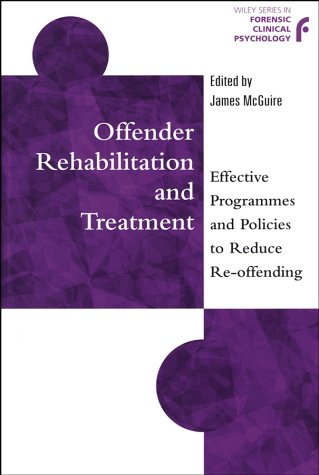 WILEY SERIES IN
FORENSIC
CLINICAL
PSYCHOLOGY
Edited by
James McGuire
Offender
Rehabilitation
and
Treatment
Effective
Programmes
and Policies
to Reduce
Re-offending